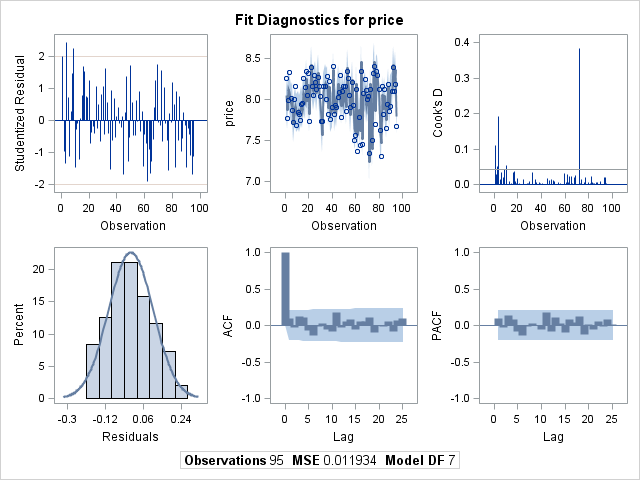 Fit Diagnostics for price
Studentized Residual
2
1
0
-1
-2
0 20 40 60 80 100
Observation
price
8.5
8.0
7.5
7.0
0 20 40 60 80 100
Observation
Cook's D
0.4
0.3
0.2
0.1
0.0
0 20 40 60 80 100
Observation
Percent
20
15
10
5
0
-0.3 -0.12 0.06 0.24
Residuals
ACF
1.0
0.5
0.0
-0.5
-1.0
0 5 10 15 20 25
Lag
PACF
1.0
0.5
0.0
-0.5
-1.0
0 5 10 15 20 25
Lag
Observations 95 MSE 0.011934 Model DF 7